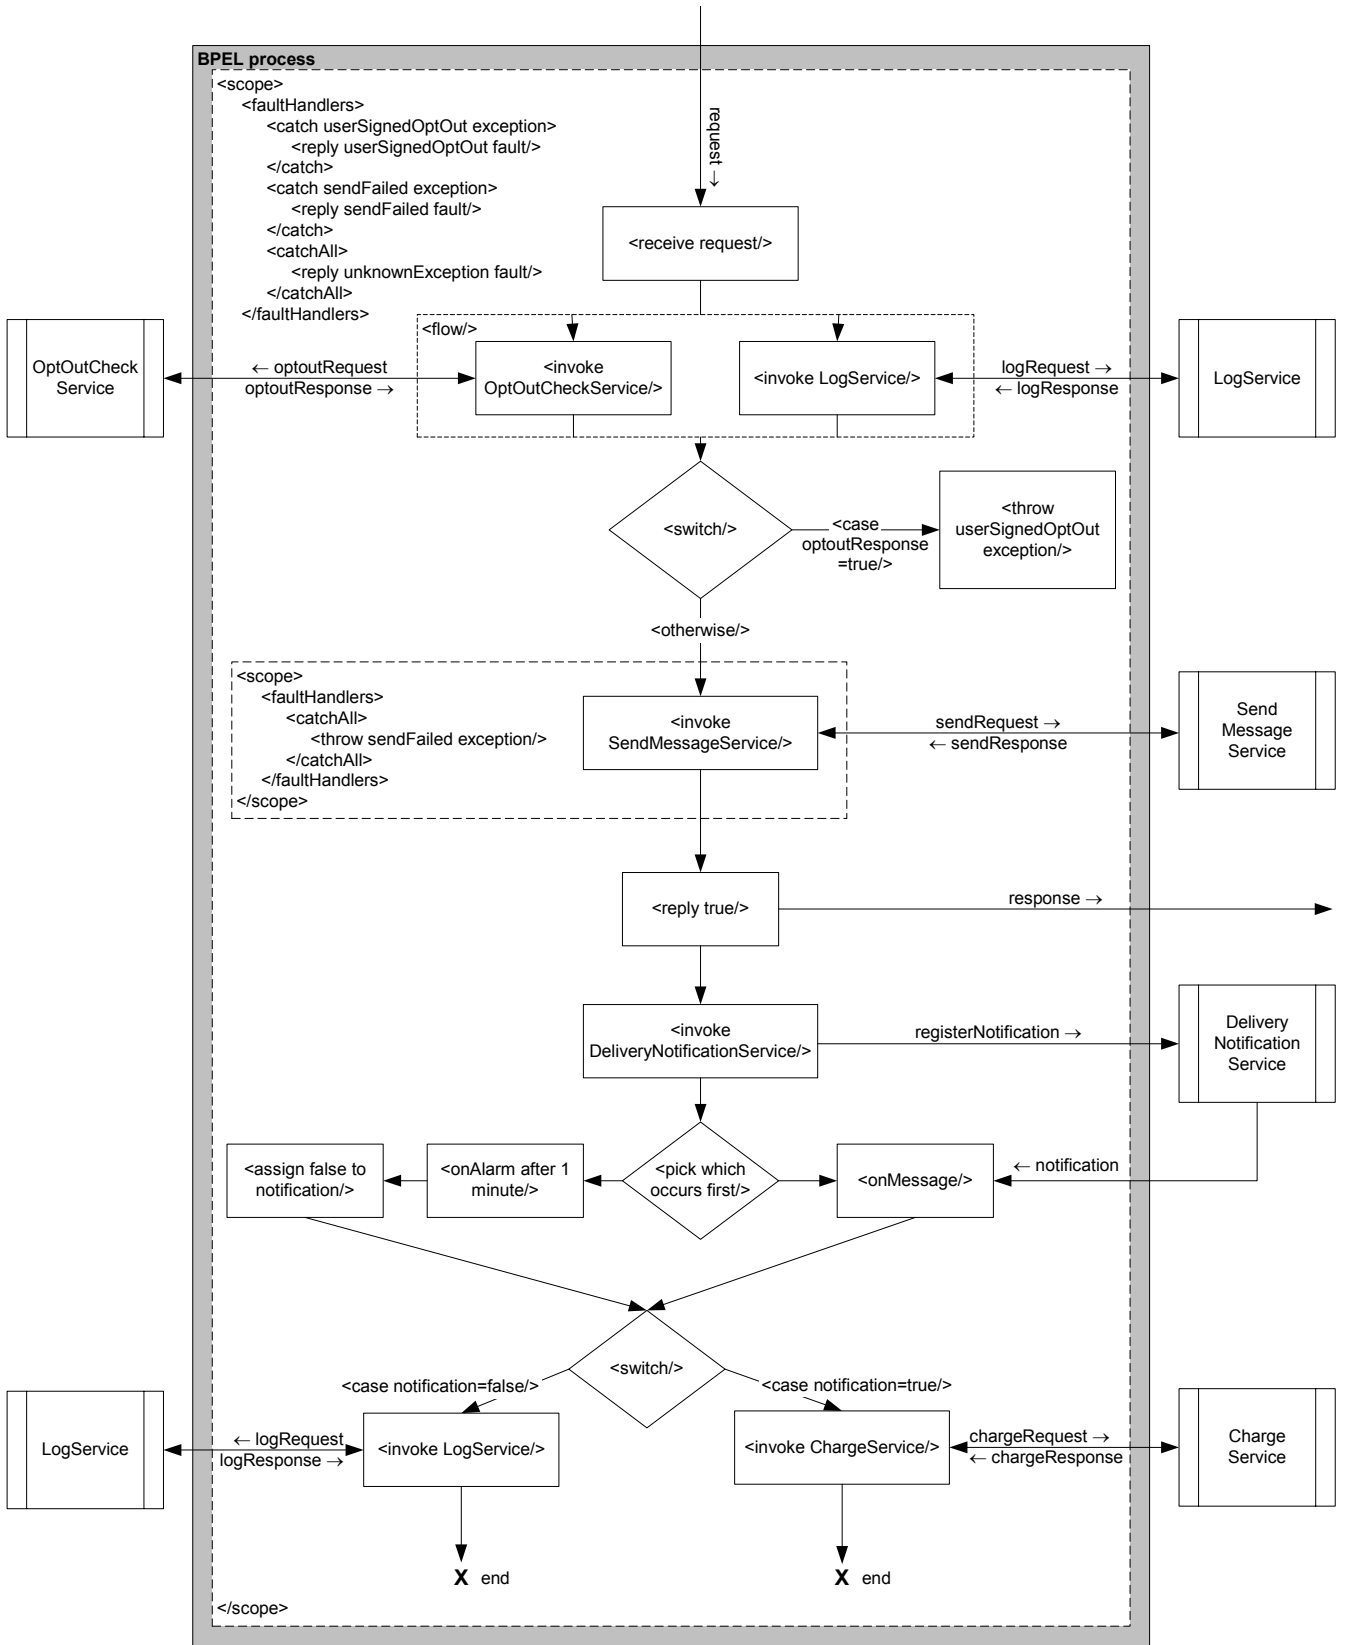 BPEL process
<scope>
<faultHandlers>
<catch userSignedOptOut exception>
<reply userSignedOptOut fault/>
</catch>
<catch sendFailed exception>
<reply sendFailed fault/>
</catch>
<catchAll>
<reply unknownException fault/>
</catchAll>
</faultHandlers>
request →
<receive request/>
<flow/>
OptOutCheck
Service
← optoutRequest
optoutResponse →
<invoke
OptOutCheckService/>
<invoke LogService/>
logRequest →
← logResponse
LogService
<switch/>
<case
optoutResponse
=true/>
<throw
userSignedOptOut
exception/>
<otherwise/>
<scope>
<faultHandlers>
<catchAll>
<throw sendFailed exception/>
</catchAll>
</faultHandlers>
</scope>
<invoke
SendMessageService/>
sendRequest →
← sendResponse
Send
Message
Service
<reply true/>
response →
<invoke
DeliveryNotificationService/>
registerNotification →
Delivery
Notification
Service
<assign false to
notification/>
<onAlarm after 1
minute/>
<pick which
occurs first/>
<onMessage/>
← notification
<switch/>
<case notification=false/>
<case notification=true/>
LogService
← logRequest
logResponse →
<invoke LogService/>
<invoke ChargeService/>
chargeRequest →
← chargeResponse
Charge
Service
X end
X end
</scope>